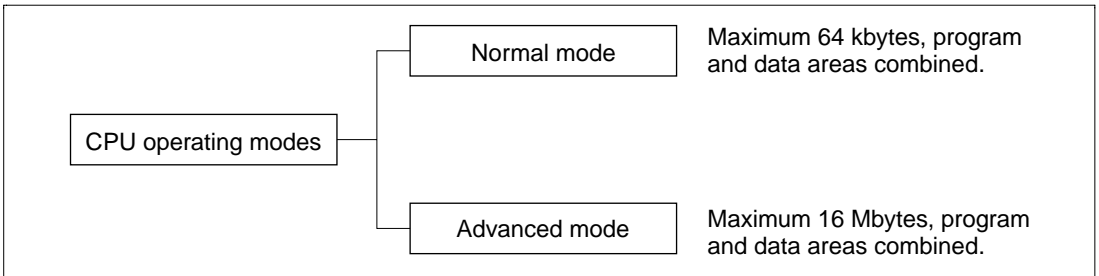 Normal mode
Maximum 64 kbytes, program
and data areas combined.
CPU operating modes
Advanced mode
Maximum 16 Mbytes, program
and data areas combined.